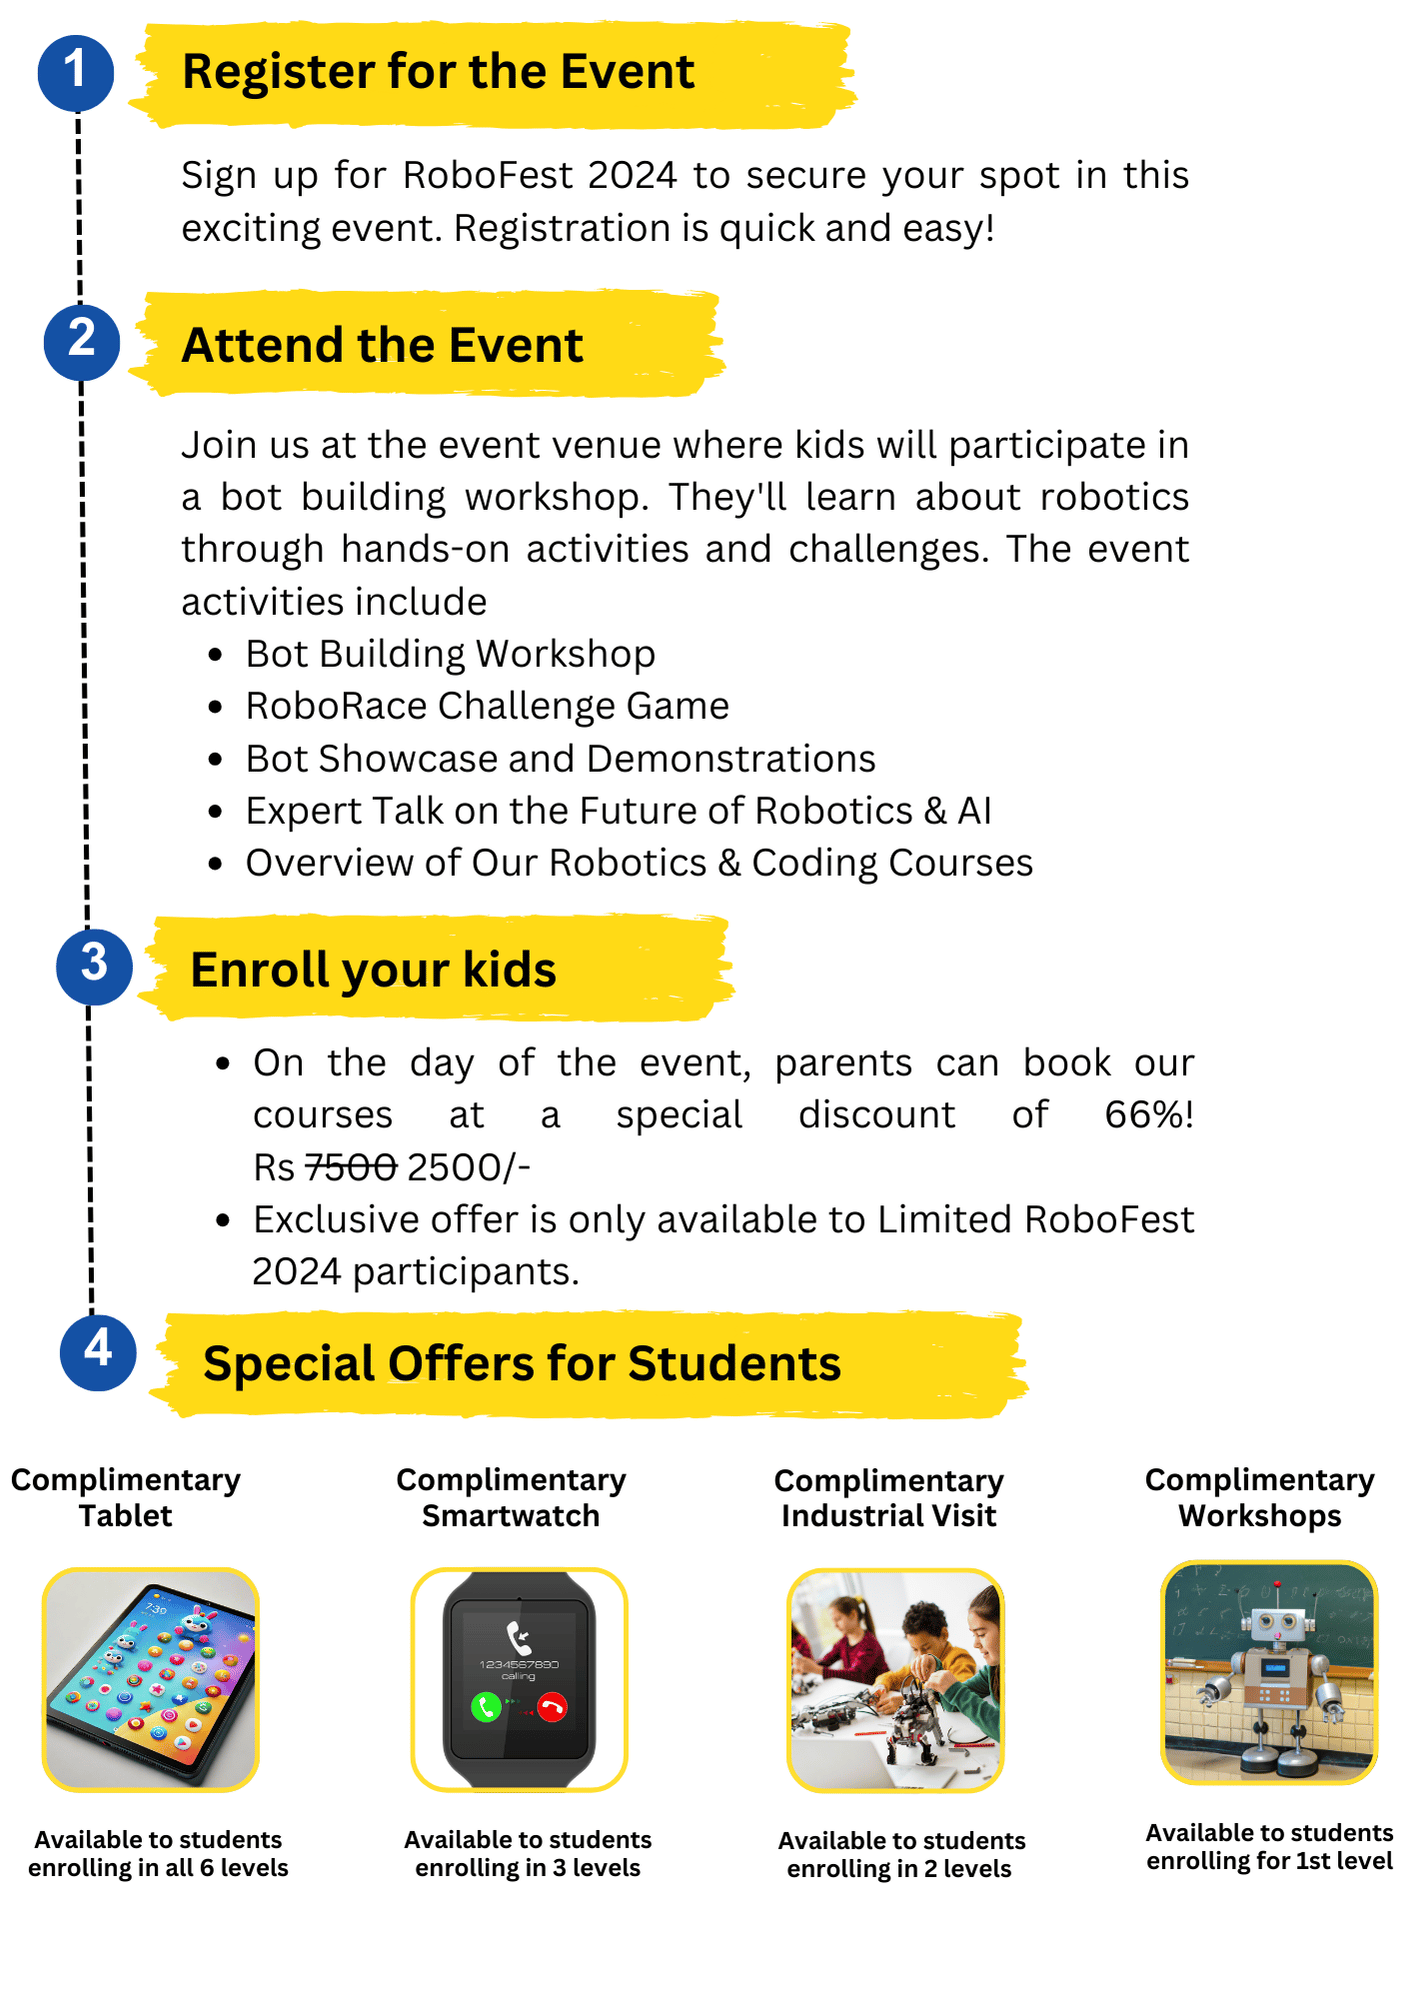 1
Register for the Event
Sign up for RoboFest 2024 to secure your spot in this
exciting event. Registration is quick and easy!
2
Attend the Event
Join us at the event venue where kids will participate in
a bot building workshop. They'll learn about robotics
through hands-on activities and challenges. The event
activities include
• Bot Building Workshop
• RoboRace Challenge Game
• Bot Showcase and Demonstrations
• Expert Talk on the Future of Robotics & AI
• Overview of Our Robotics & Coding Courses
3
Enroll your kids
• On the day of the event, parents can book our
courses at a special discount of 66%!
Rs 7500 2500/-
• Exclusive offer is only available to Limited RoboFest
2024 participants.
4
Special Offers for Students
Complimentary
Tablet
7:39
Available to students
enrolling in all 6 levels
Complimentary
Smartwatch
1234567890
calling
Available to students
enrolling in 3 levels
Complimentary
Industrial Visit
Available to students
enrolling in 2 levels
Complimentary
Workshops
Available to students
enrolling for 1st level